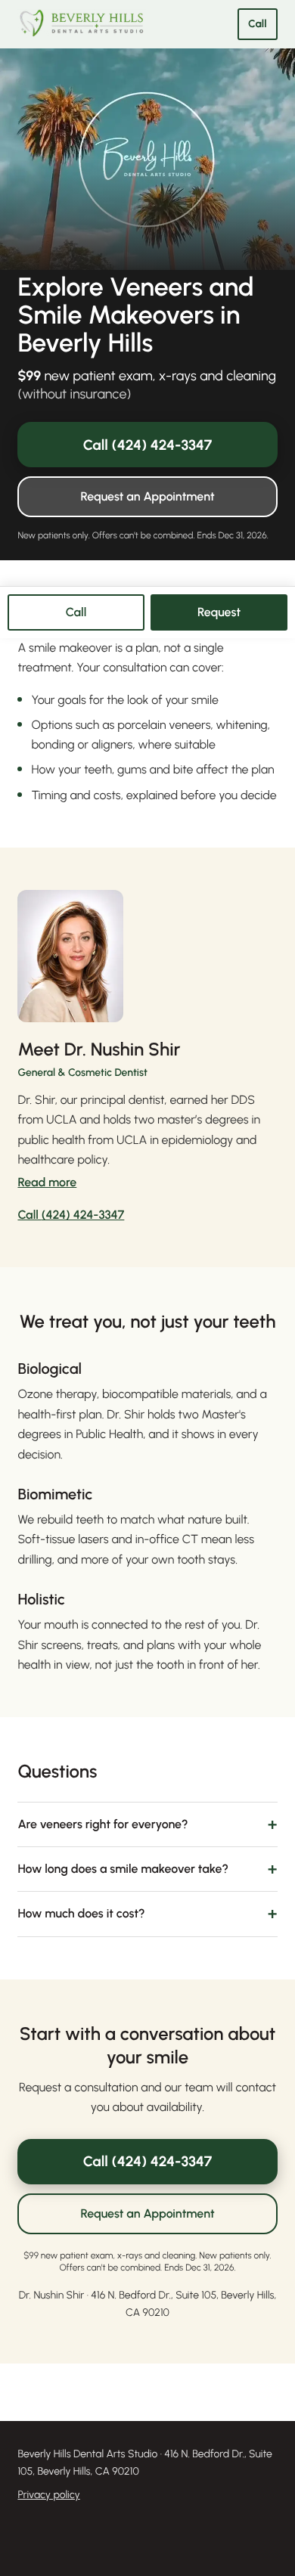 BEVERLY HILLS
DENTAL ARTS STUDIO
Call
Beverly Hills
DENTAL ARTS STUDIO
Explore Veneers and
Smile Makeovers in
Beverly Hills
$99 new patient exam, x-rays and cleaning
(without insurance)
Call (424) 424-3347
Request an Appointment
New patients only. Offers can't be combined. Ends Dec 31, 2026.
Call
Request
A smile makeover is a plan, not a single
treatment. Your consultation can cover:
Your goals for the look of your smile
Options such as porcelain veneers, whitening,
bonding or aligners, where suitable
How your teeth, gums and bite affect the plan
Timing and costs, explained before you decide
Meet Dr. Nushin Shir
General & Cosmetic Dentist
Dr. Shir, our principal dentist, earned her DDS
from UCLA and holds two master's degrees in
public health from UCLA in epidemiology and
healthcare policy.
Read more
Call (424) 424-3347
We treat you, not just your teeth
Biological
Ozone therapy, biocompatible materials, and a
health-first plan. Dr. Shir holds two Master's
degrees in Public Health, and it shows in every
decision.
Biomimetic
We rebuild teeth to match what nature built.
Soft-tissue lasers and in-office CT mean less
drilling, and more of your own tooth stays.
Holistic
Your mouth is connected to the rest of you. Dr.
Shir screens, treats, and plans with your whole
health in view, not just the tooth in front of her.
Questions
Are veneers right for everyone? +
How long does a smile makeover take? +
How much does it cost? +
Start with a conversation about
your smile
Request a consultation and our team will contact
you about availability.
Call (424) 424-3347
Request an Appointment
$99 new patient exam, x-rays and cleaning. New patients only.
Offers can't be combined. Ends Dec 31, 2026.
Dr. Nushin Shir · 416 N. Bedford Dr., Suite 105, Beverly Hills,
CA 90210
Beverly Hills Dental Arts Studio · 416 N. Bedford Dr., Suite
105, Beverly Hills, CA 90210
Privacy policy